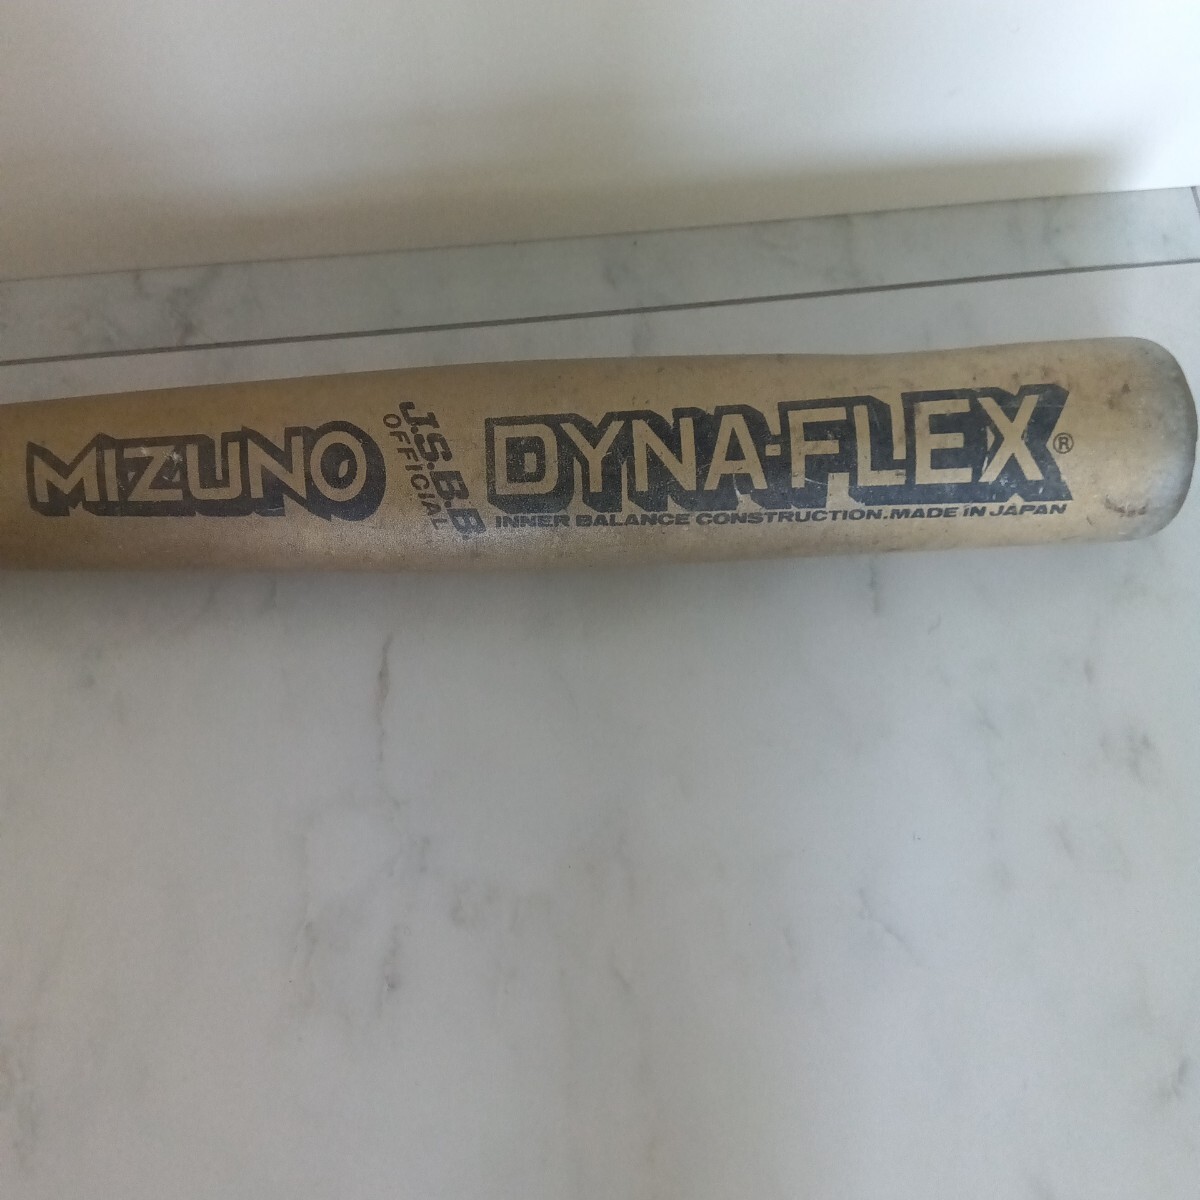 MIZUNO
J.S.B.B
OFFICIAL
DYNA-FLEX®
INNER BALANCE CONSTRUCTION.MADE IN JAPAN